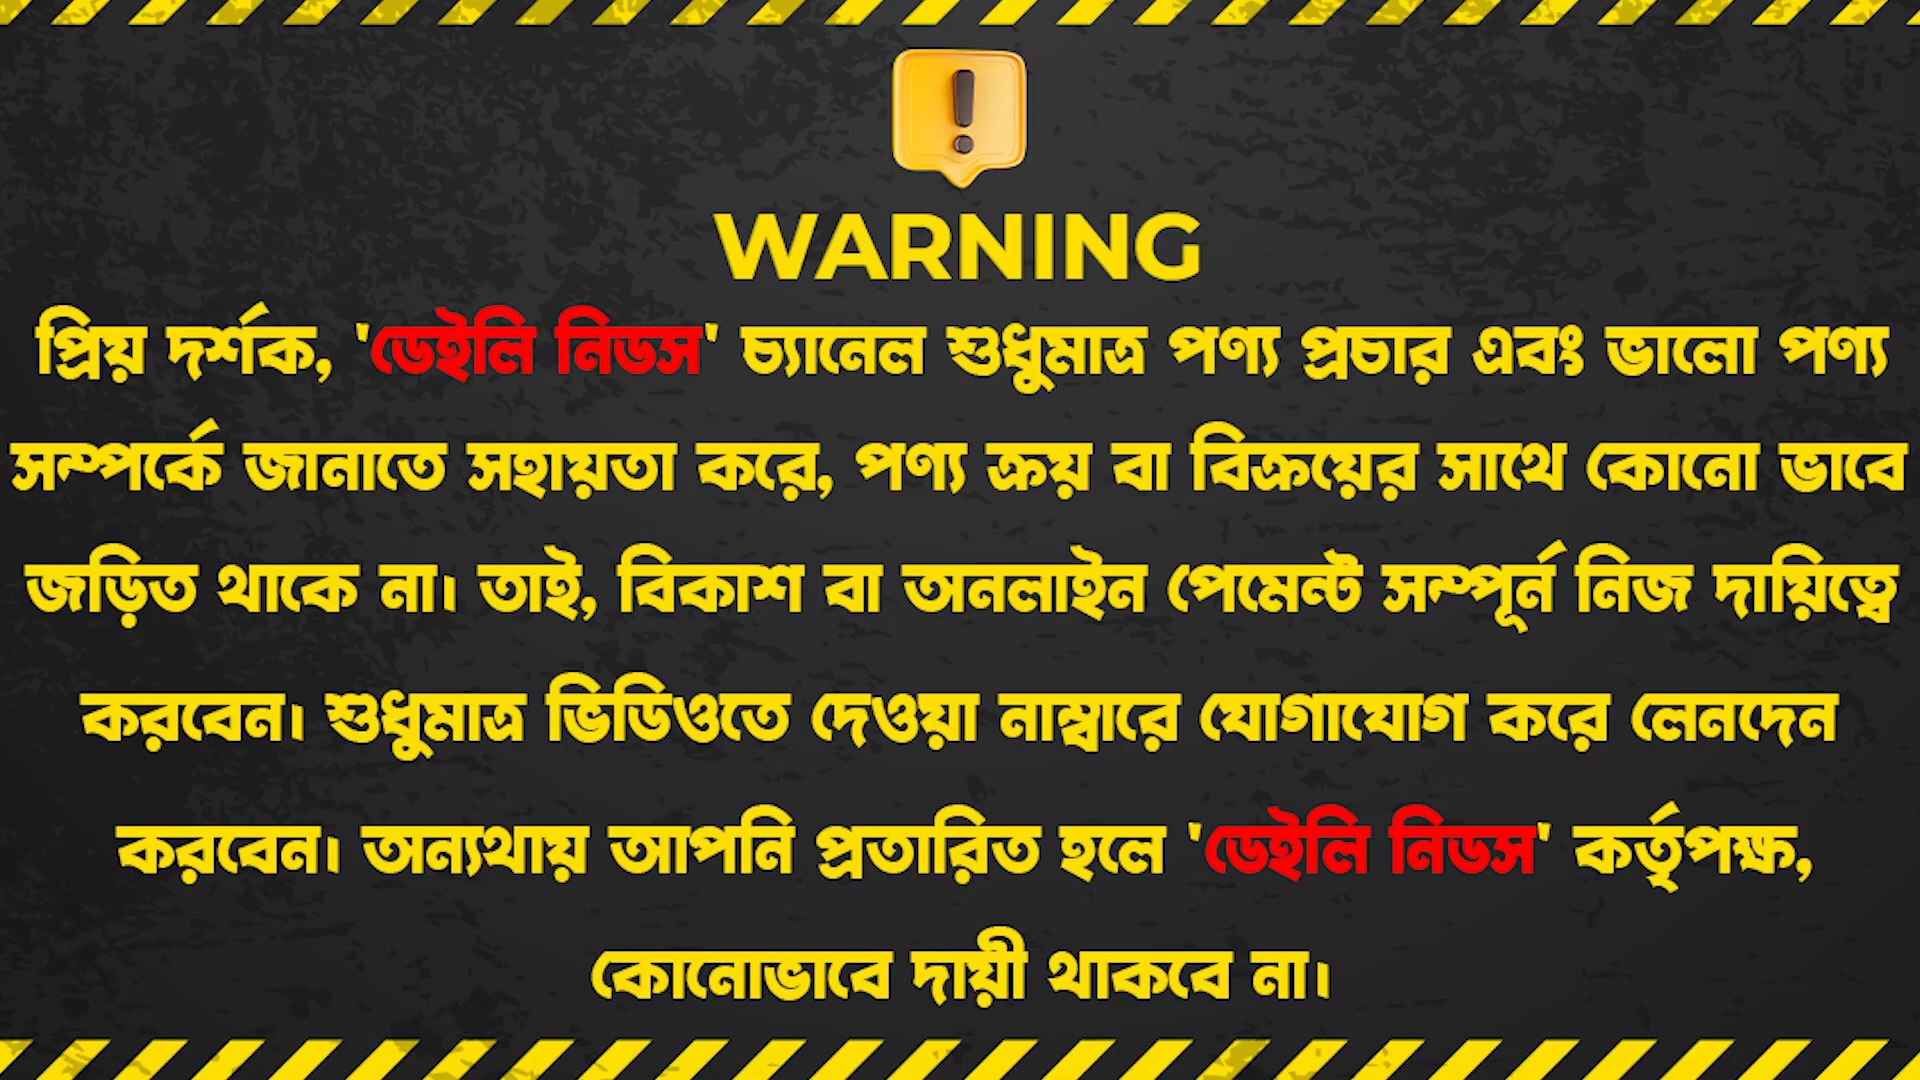 WARNING
প্রিয় দর্শক, 'ডেইলি নিডস' চ্যানেল শুধুমাত্র পণ্য প্রচার এবং ভালো পণ্য
সম্পর্কে জানাতে সহায়তা করে, পণ্য ক্রয় বা বিক্রয়ের সাথে কোনো ভাবে
জড়িত থাকে না। তাই, বিকাশ বা অনলাইন পেমেন্ট সম্পূর্ন নিজ দায়িত্বে
করবেন। শুধুমাত্র ভিডিওতে দেওয়া নাম্বারে যোগাযোগ করে লেনদেন
করবেন। অন্যথায় আপনি প্রতারিত হলে 'ডেইলি নিডস' কর্তৃপক্ষ,
কোনোভাবে দায়ী থাকবে না।